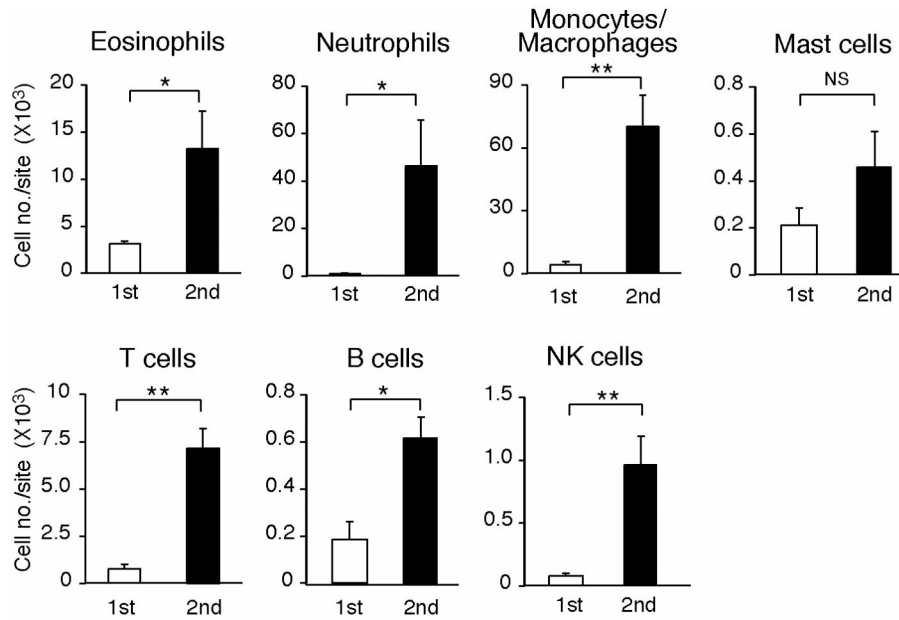 Eosinophils
Cell no./site (X10³)
20
15
10
5
0
*
1st 2nd
Neutrophils
80
60
40
20
0
*
1st 2nd
Monocytes/
Macrophages
90
60
30
0
**
1st 2nd
Mast cells
0.8
0.6
0.4
0.2
0
NS
1st 2nd
T cells
Cell no./site (X10³)
10
7.5
5.0
2.5
0
**
1st 2nd
B cells
0.8
0.6
0.4
0.2
0
*
1st 2nd
NK cells
1.5
1.0
0.5
0
**
1st 2nd